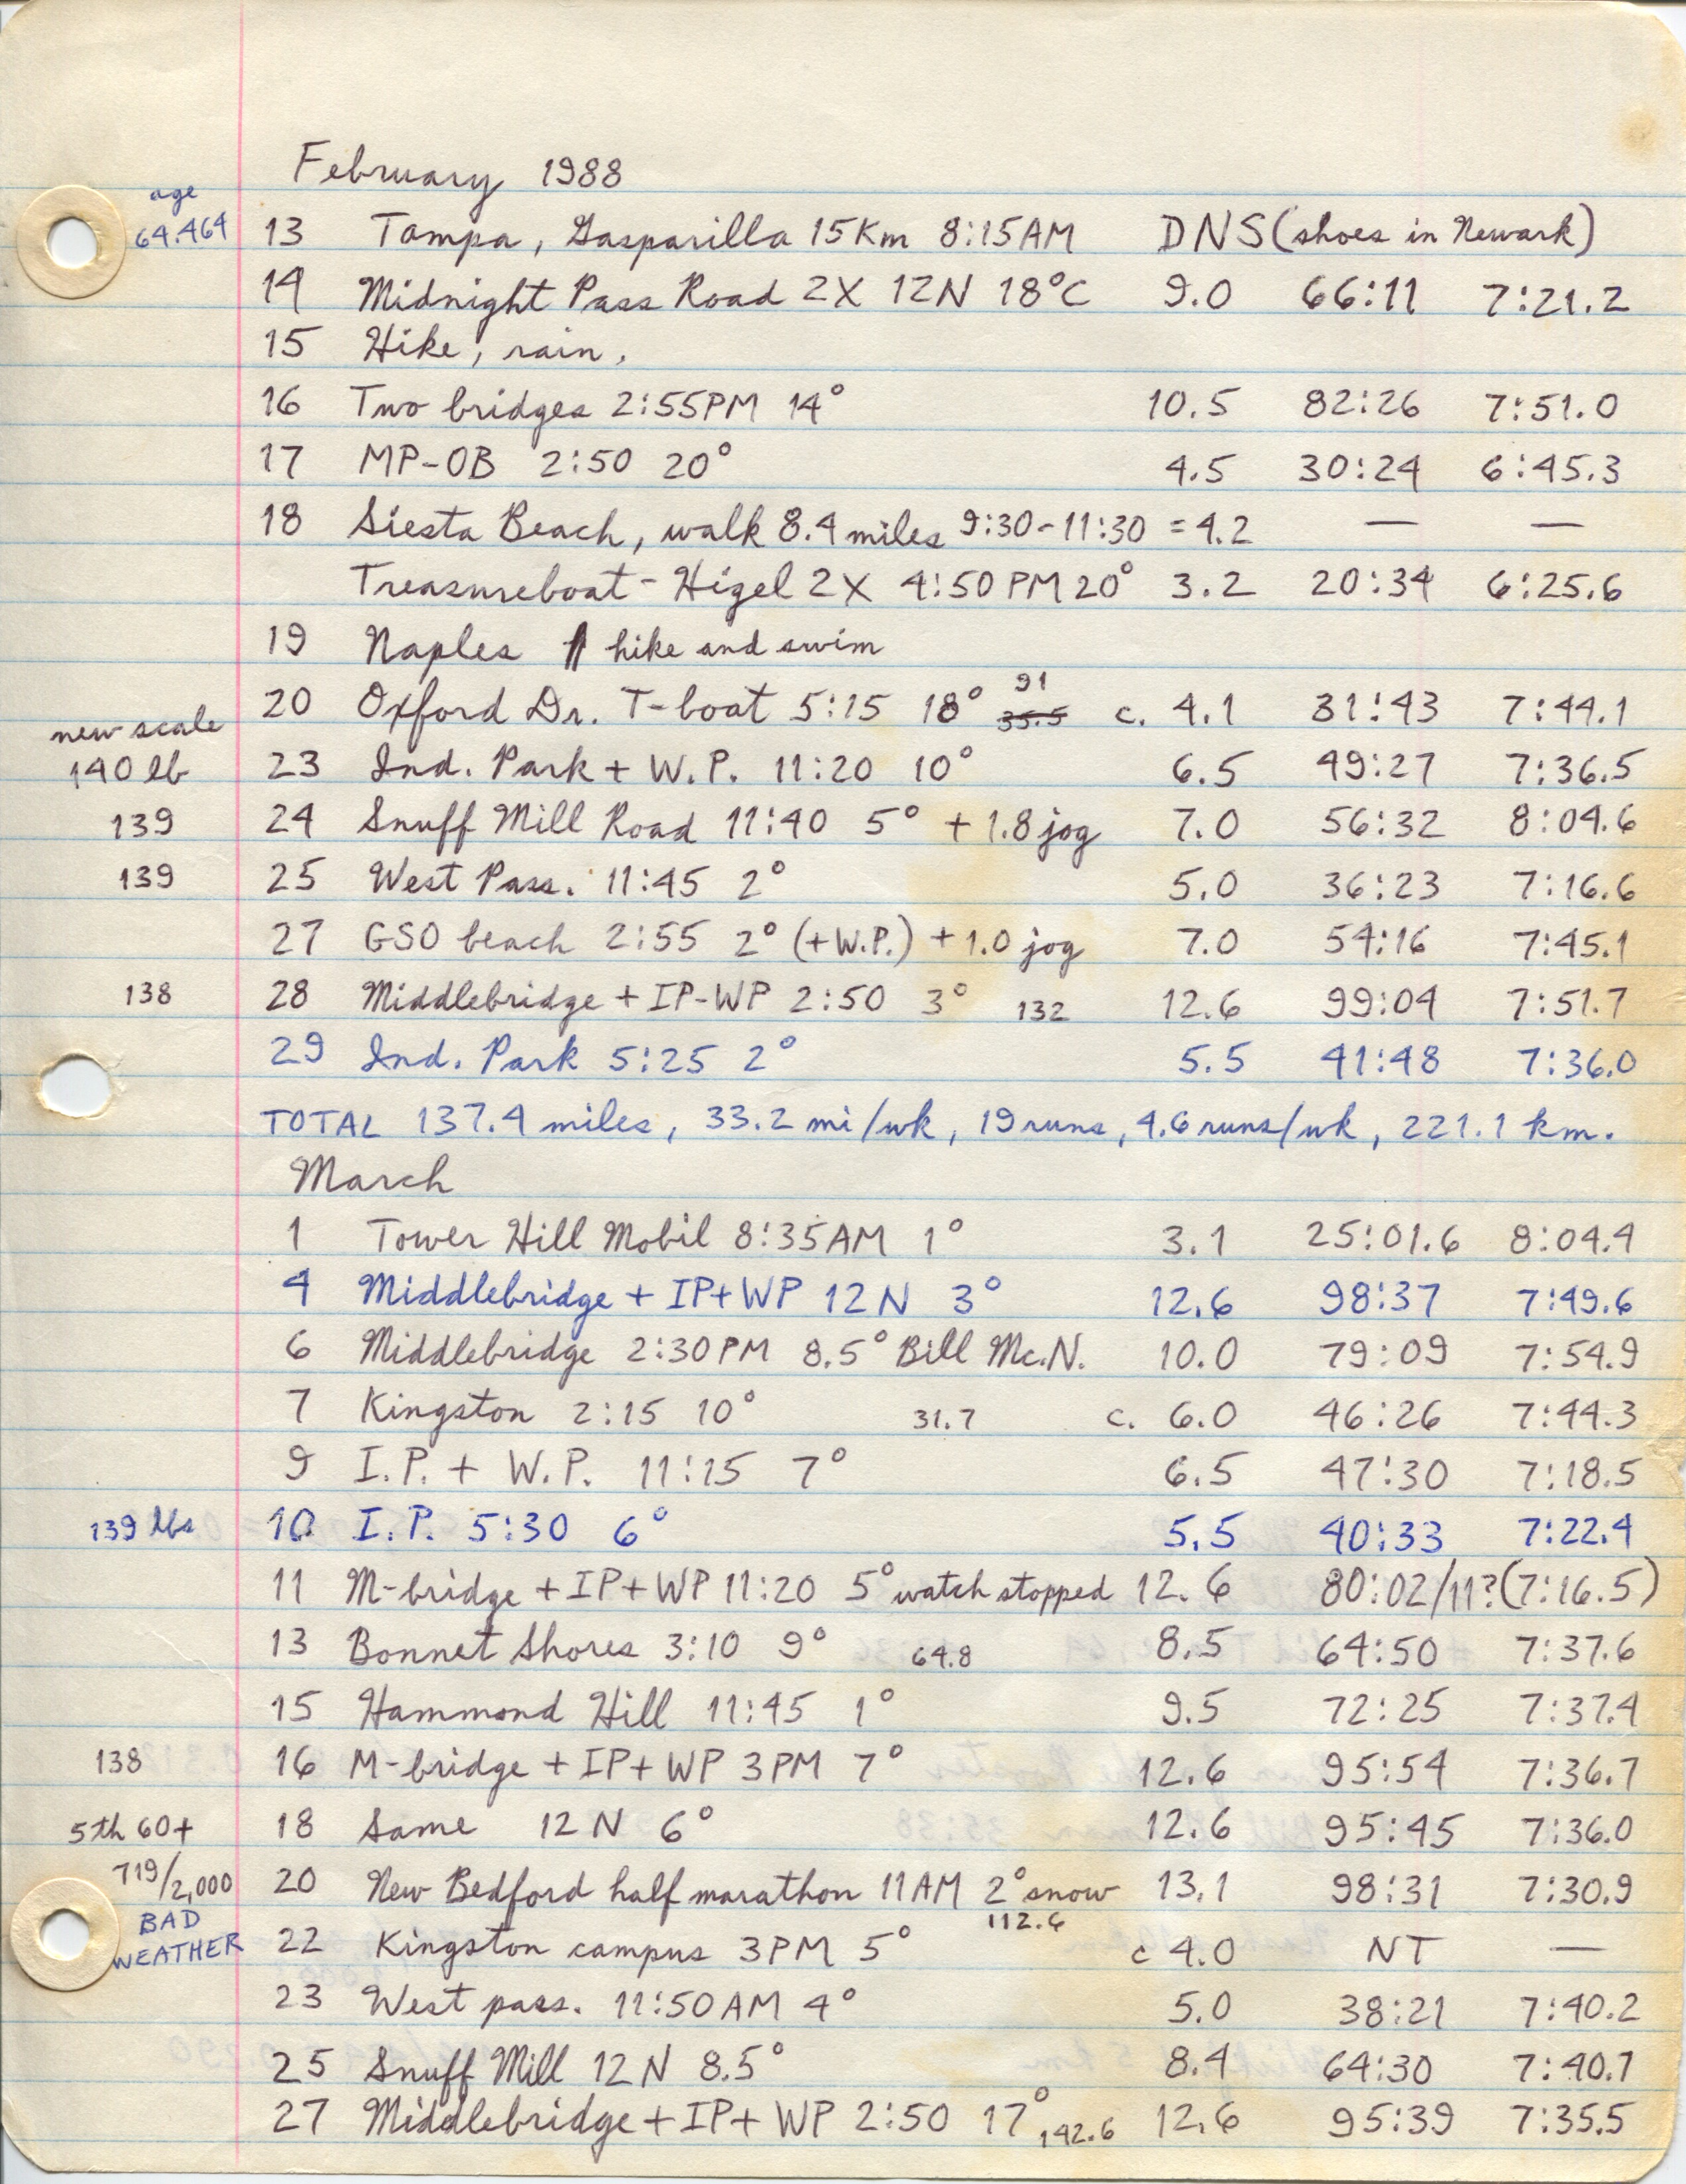 February 1988
age
64.464 13 Tampa, Gasparilla 15Km 8:15AM DNS (shoes in Newark)
14 Midnight Pass Road 2X 12N 18°C 9.0 66:11 7:21.2
15 Hike, rain.
16 Two bridges 2:55PM 14° 10.5 82:26 7:51.0
17 MP-OB 2:50 20° 4.5 30:24 6:45.3
18 Siesta Beach, walk 8.4 miles 9:30-11:30 = 4.2 — —
Treasureboat - Higel 2X 4:50 PM 20° 3.2 20:34 6:25.6
19 Naples hike and swim
91
20 Oxford Dr. T-boat 5:15 18° 35.5 c. 4.1 31:43 7:44.1
new scale
140 lb 23 Ind. Park + W.P. 11:20 10° 6.5 49:27 7:36.5
139 24 Snuff Mill Road 11:40 5° + 1.8 jog 7.0 56:32 8:04.6
139 25 West Pass. 11:45 2° 5.0 36:23 7:16.6
27 GSO beach 2:55 2° (+W.P.) + 1.0 jog 7.0 54:16 7:45.1
138 28 Middlebridge + IP-WP 2:50 3° 132 12.6 99:04 7:51.7
29 Ind. Park 5:25 2° 5.5 41:48 7:36.0
TOTAL 137.4 miles, 33.2 mi/wk, 19 runs, 4.6 runs/wk, 221.1 km.
March
1 Tower Hill Mobil 8:35AM 1° 3.1 25:01.6 8:04.4
4 Middlebridge + IP+WP 12N 3° 12.6 98:37 7:49.6
6 Middlebridge 2:30PM 8.5° Bill Mc.N. 10.0 79:09 7:54.9
7 Kingston 2:15 10° 31.7 c. 6.0 46:26 7:44.3
9 I.P. + W.P. 11:15 7° 6.5 47:30 7:18.5
139 lbs 10 I.P. 5:30 6° 5.5 40:33 7:22.4
11 M-bridge + IP+WP 11:20 5° watch stopped 12.6 80:02/11? (7:16.5)
13 Bonnet Shores 3:10 9° 64.8 8.5 64:50 7:37.6
15 Hammond Hill 11:45 1° 9.5 72:25 7:37.4
138 16 M-bridge + IP+WP 3PM 7° 12.6 95:54 7:36.7
5th 60+ 18 Same 12N 6° 12.6 95:45 7:36.0
719/2,000 20 New Bedford half marathon 11AM 2° snow 13.1 98:31 7:30.9
112.6
BAD
WEATHER 22 Kingston campus 3PM 5° c 4.0 NT —
23 West pass. 11:50AM 4° 5.0 38:21 7:40.2
25 Snuff Mill 12N 8.5° 8.4 64:30 7:40.7
27 Middlebridge + IP+ WP 2:50 17° 142.6 12.6 95:39 7:35.5